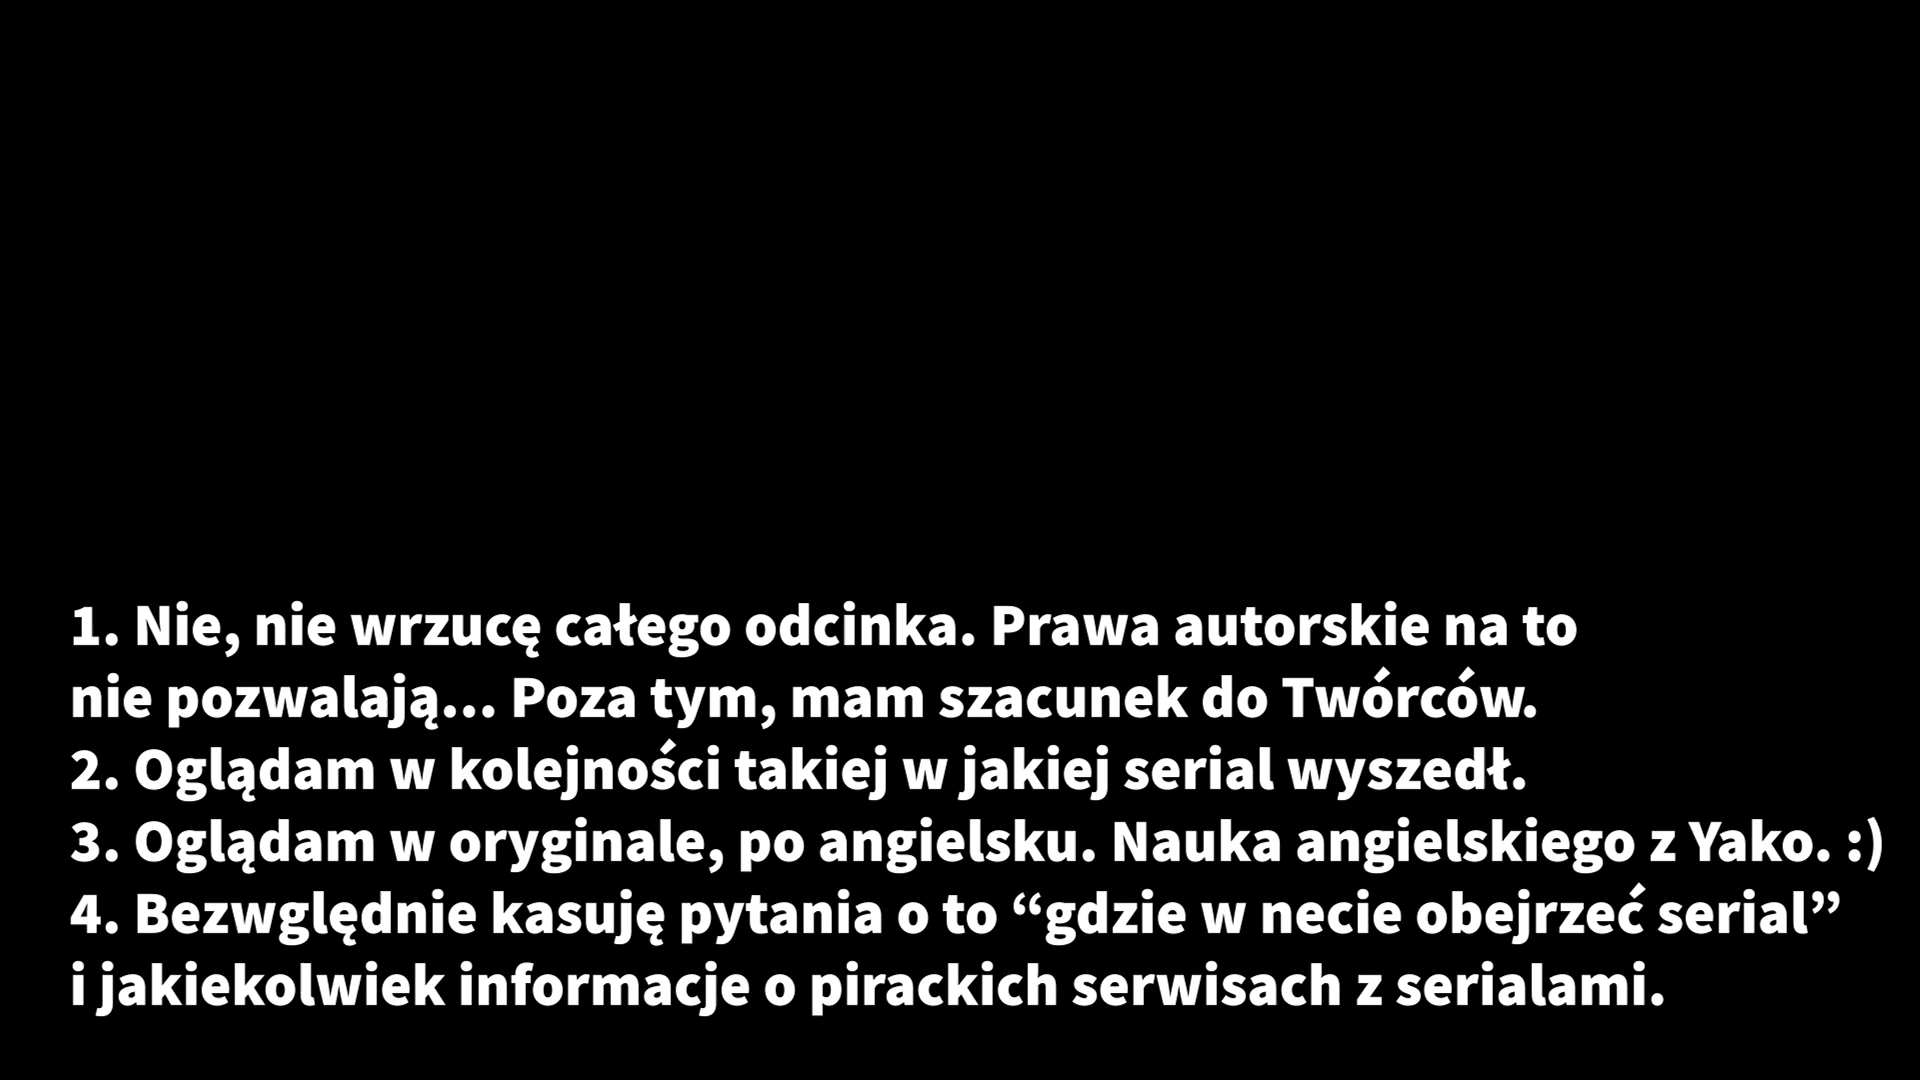 1. Nie, nie wrzucę całego odcinka. Prawa autorskie na to
nie pozwalają... Poza tym, mam szacunek do Twórców.
2. Oglądam w kolejności takiej w jakiej serial wyszedł.
3. Oglądam w oryginale, po angielsku. Nauka angielskiego z Yako. :)
4. Bezwględnie kasuję pytania o to “gdzie w necie obejrzeć serial”
i jakiekolwiek informacje o pirackich serwisach z serialami.